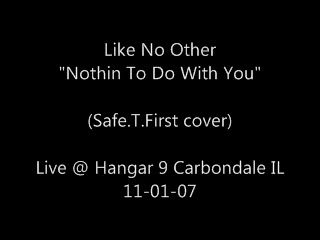 Like No Other
"Nothin To Do With You"
(Safe.T.First cover)
Live @ Hangar 9 Carbondale IL
11-01-07